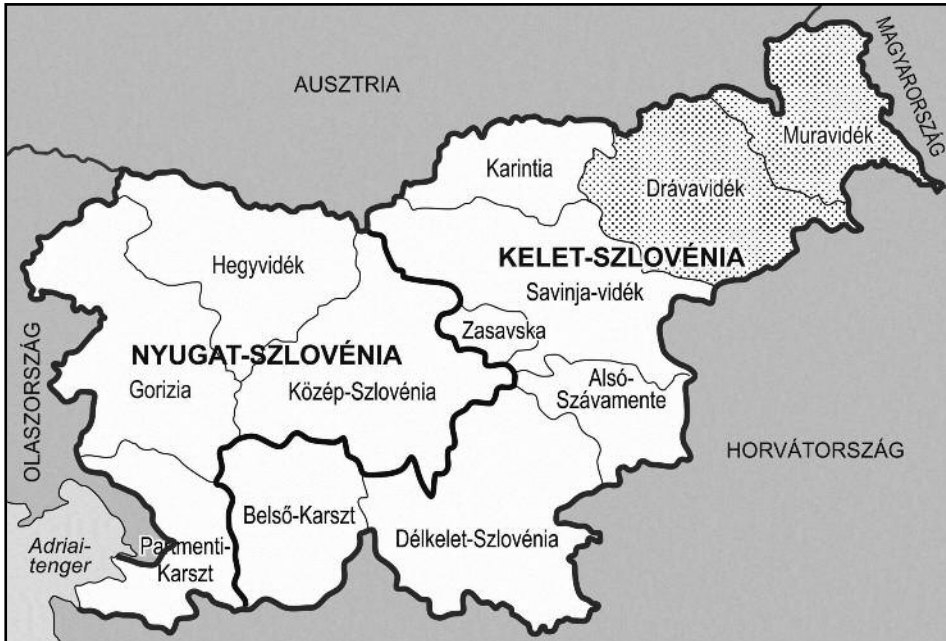 AUSZTRIA
MAGYARORSZÁG
Muravidék
Karintia
Drávavidék
Hegyvidék
KELET-SZLOVÉNIA
Savinja-vidék
Zasavska
NYUGAT-SZLOVÉNIA
OLASZORSZÁG
Gorizia
Közép-Szlovénia
Alsó-
Szávamente
HORVÁTORSZÁG
Belső-Karszt
Délkelet-Szlovénia
Adriai-
tenger
Partmenti-
Karszt